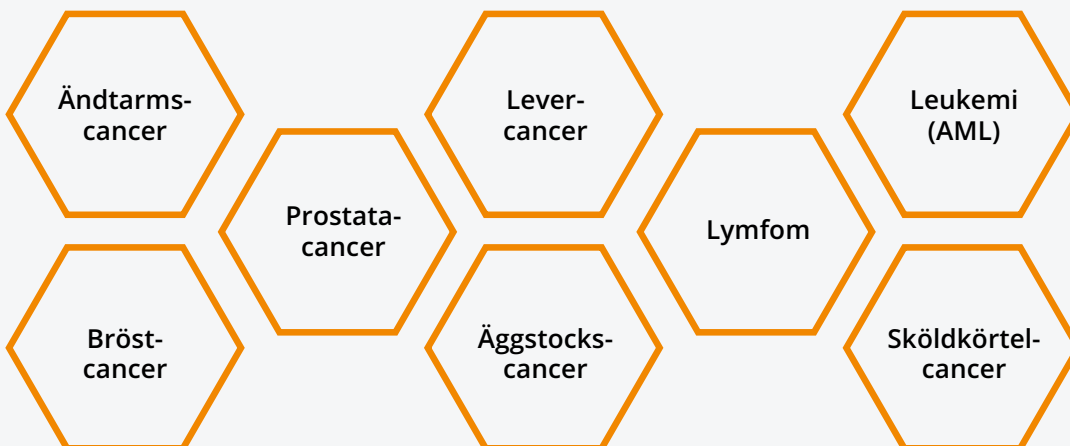 Ändtarms-
cancer
Lever-
cancer
Leukemi
(AML)
Prostata-
cancer
Lymfom
Bröst-
cancer
Äggstocks-
cancer
Sköldkörtel-
cancer